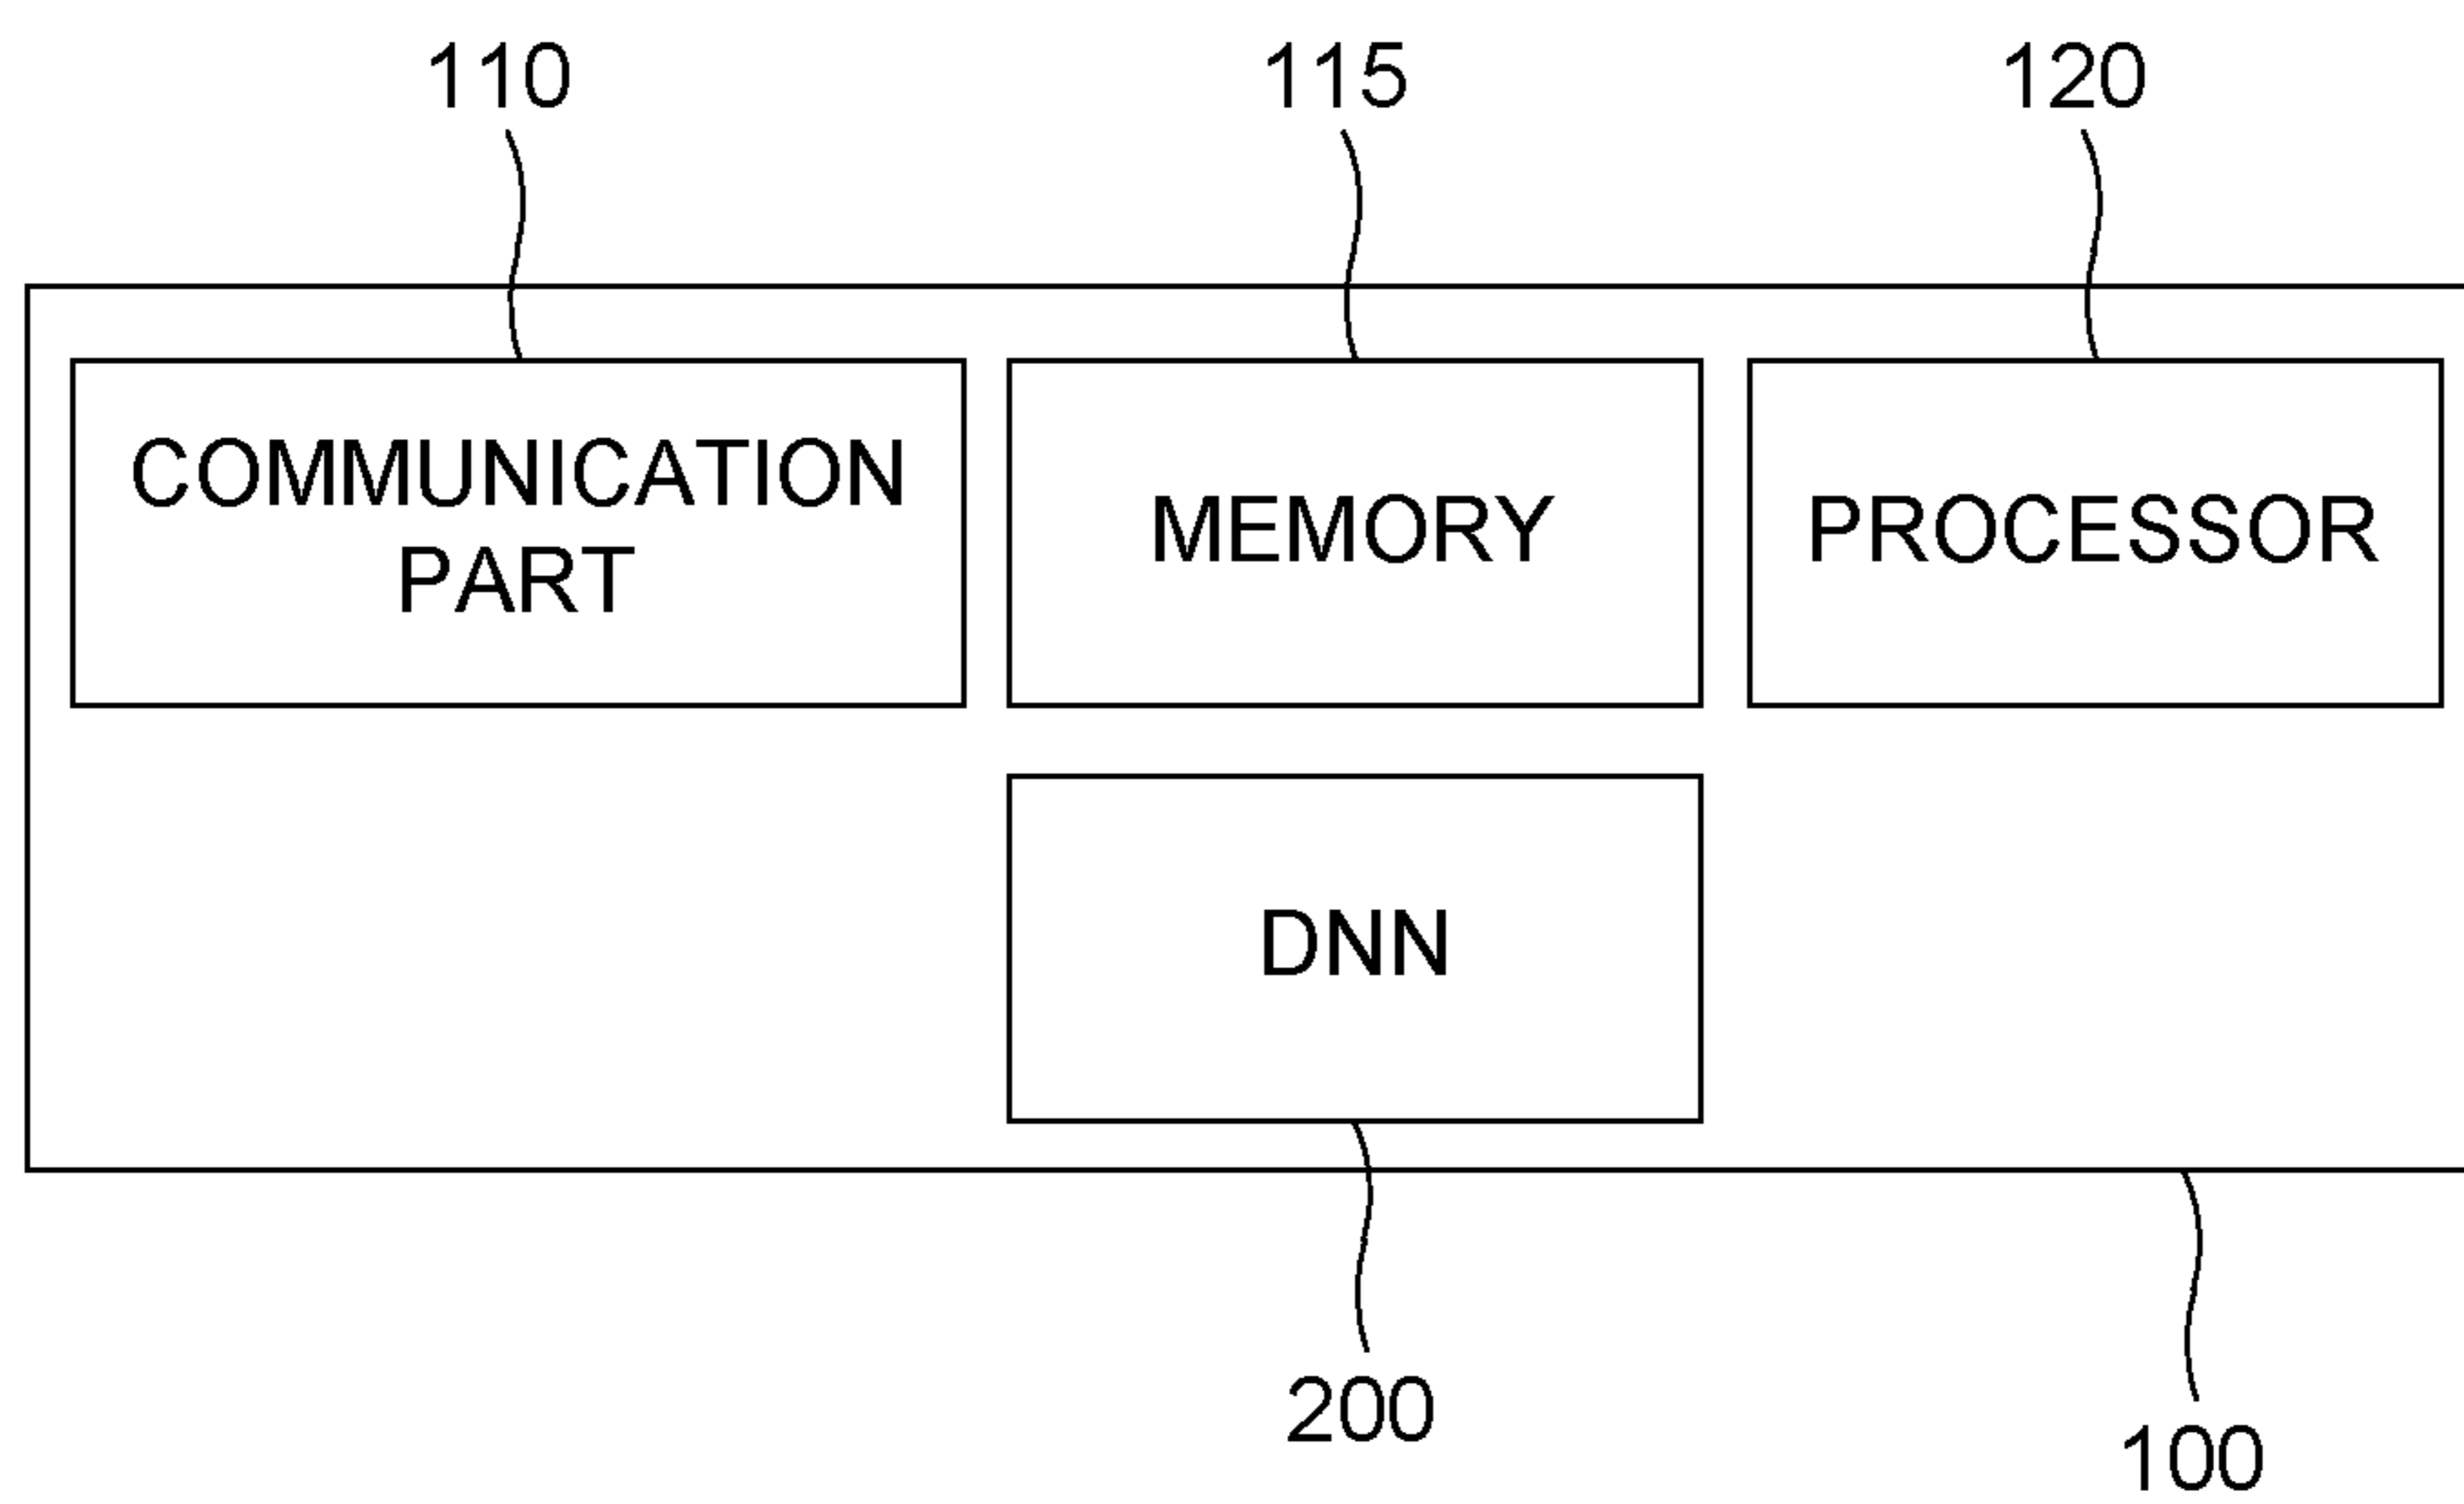 110
115
120
COMMUNICATION
PART
MEMORY
PROCESSOR
DNN
200
100